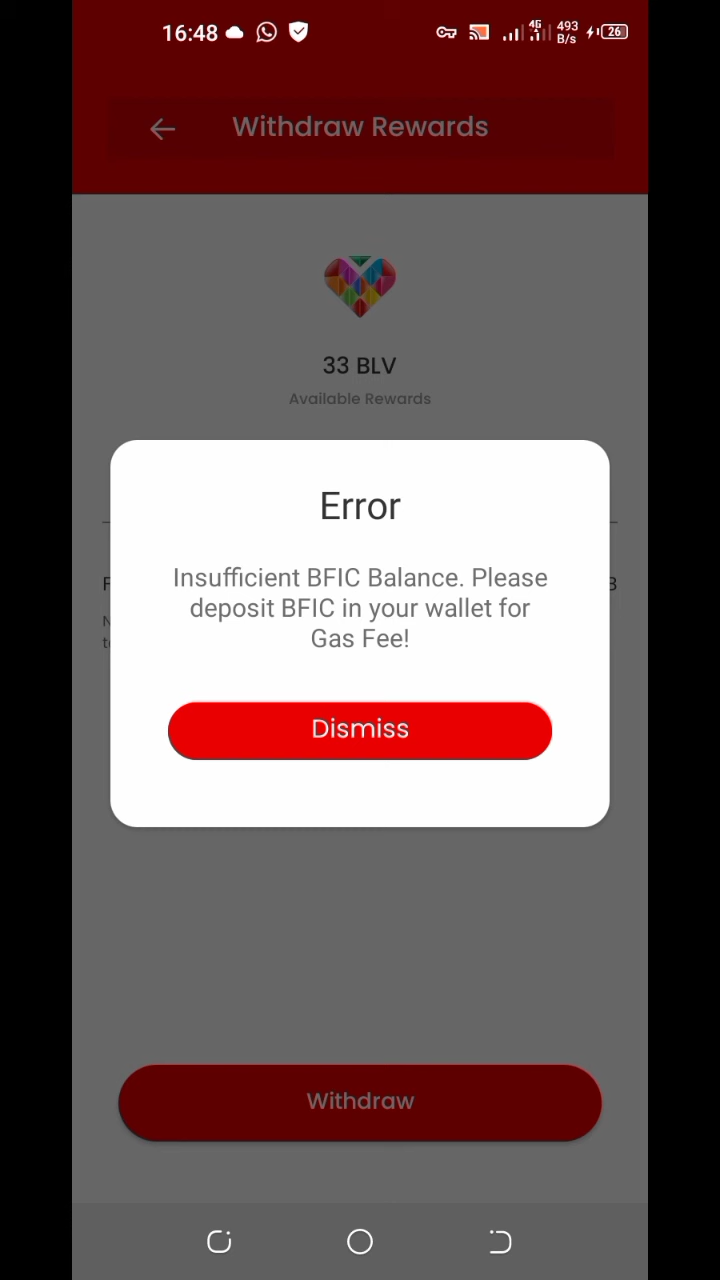 16:48 4G 493 B/s 26
Withdraw Rewards
33 BLV
Available Rewards
Error
Insufficient BFIC Balance. Please
deposit BFIC in your wallet for
Gas Fee!
Dismiss
Withdraw